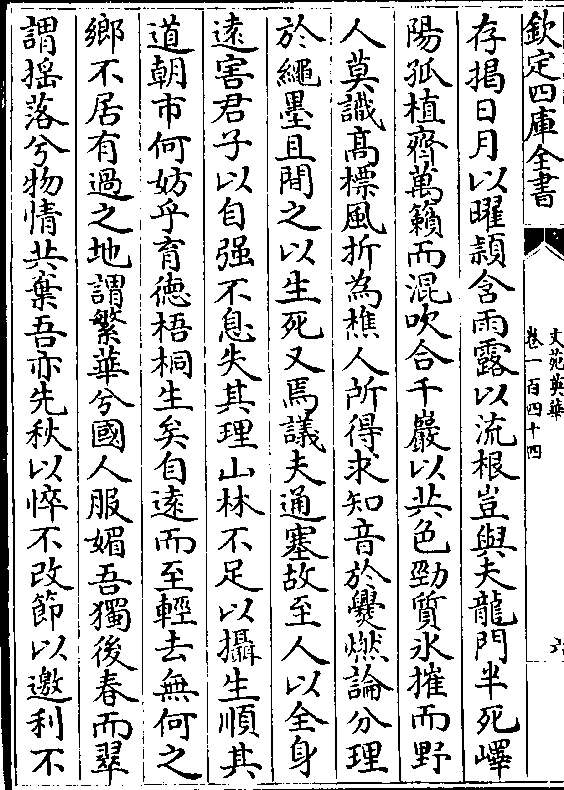 欽定四庫全書
文苑英華
卷一百四十四
六
存揭日月以曜潁含雨露以流根豈與夫龍門半死嶧
陽孤植齊萬籟而混吹合千巖以共色勁質氷摧而野
人莫識髙標風折為樵人所得求知音於爨燃論分理
於繩墨且間之以生死又焉議夫通塞故至人以全身
遠害君子以自强不息失其理山林不足以攝生順其
道朝市何妨乎育徳梧桐生矣自遠而至輕去無何之
鄉不居有過之地謂繁華兮國人服媚吾獨後春而翠
謂揺落兮物情共棄吾亦先秋以悴不改節以邀利不